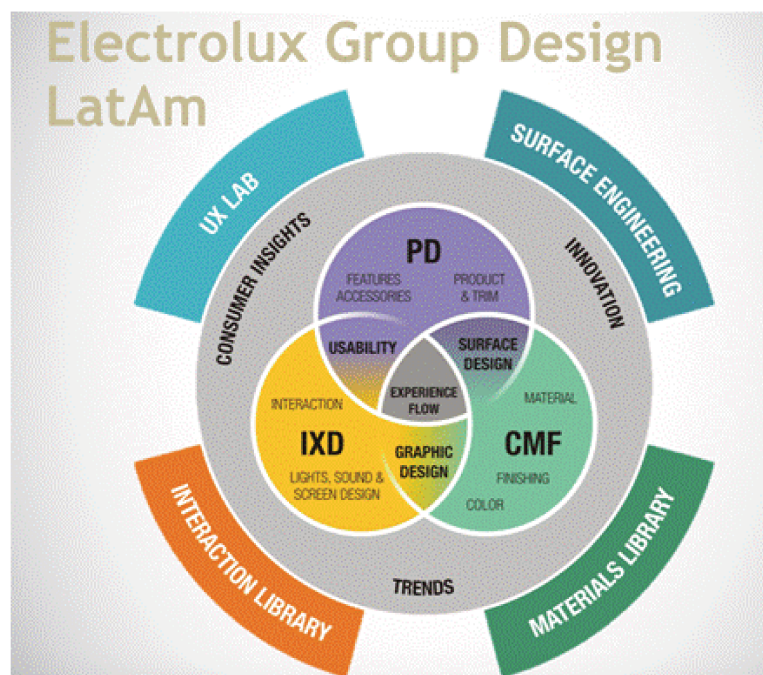 Electrolux Group Design
LatAm
UX LAB
SURFACE ENGINEERING
CONSUMER INSIGHTS
INNOVATION
PD
FEATURES
ACCESSORIES
PRODUCT
& TRIM
USABILITY
SURFACE
DESIGN
EXPERIENCE
FLOW
INTERACTION
MATERIAL
IXD
GRAPHIC
DESIGN
CMF
LIGHTS, SOUND &
SCREEN DESIGN
FINISHING
COLOR
TRENDS
INTERACTION LIBRARY
MATERIALS LIBRARY